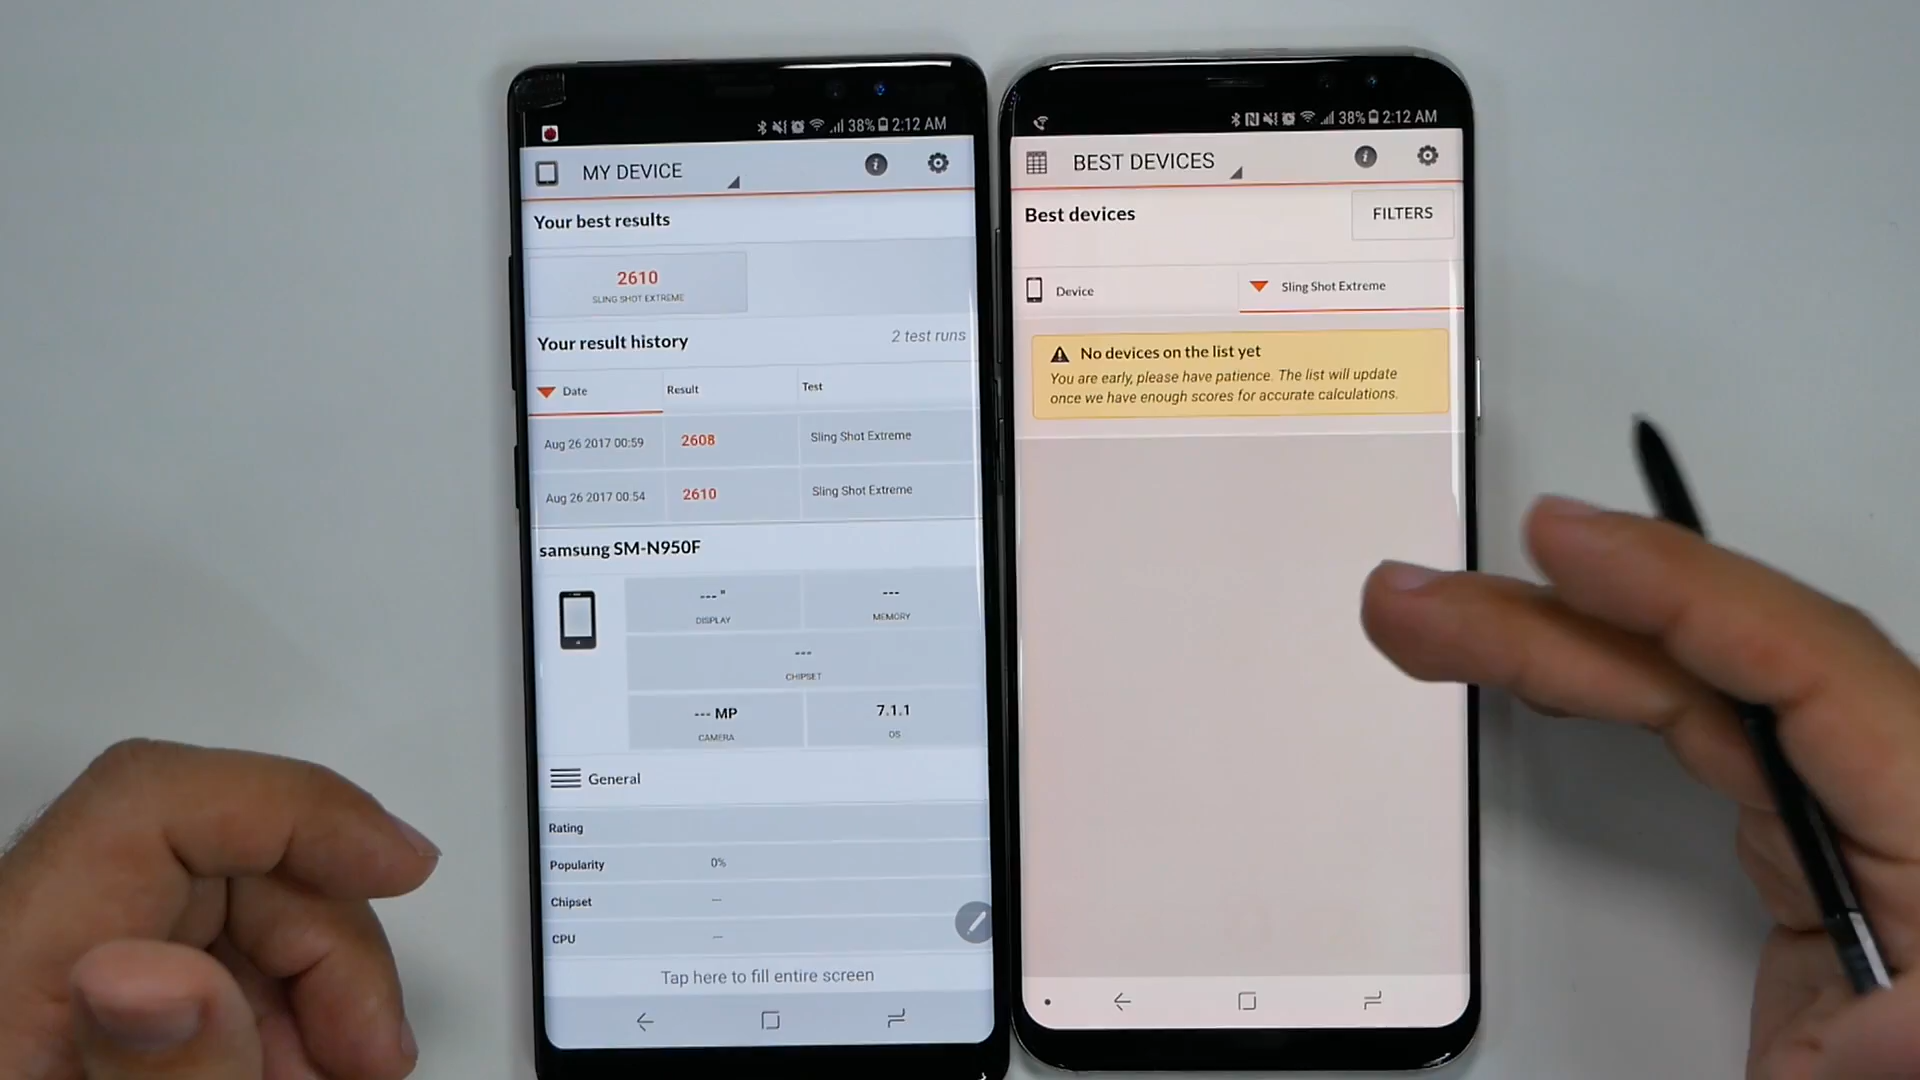 38% 2:12 AM
MY DEVICE
Your best results
2610
SLING SHOT EXTREME
Your result history
2 test runs
Date Result Test
Aug 26 2017 00:59 2608 Sling Shot Extreme
Aug 26 2017 00:54 2610 Sling Shot Extreme
samsung SM-N950F
--- "
DISPLAY
---
MEMORY
---
CHIPSET
--- MP
CAMERA
7.1.1
OS
General
Rating
Popularity 0%
Chipset ---
CPU ---
Tap here to fill entire screen
38% 2:12 AM
BEST DEVICES
Best devices
FILTERS
Device
Sling Shot Extreme
No devices on the list yet
You are early, please have patience. The list will update
once we have enough scores for accurate calculations.